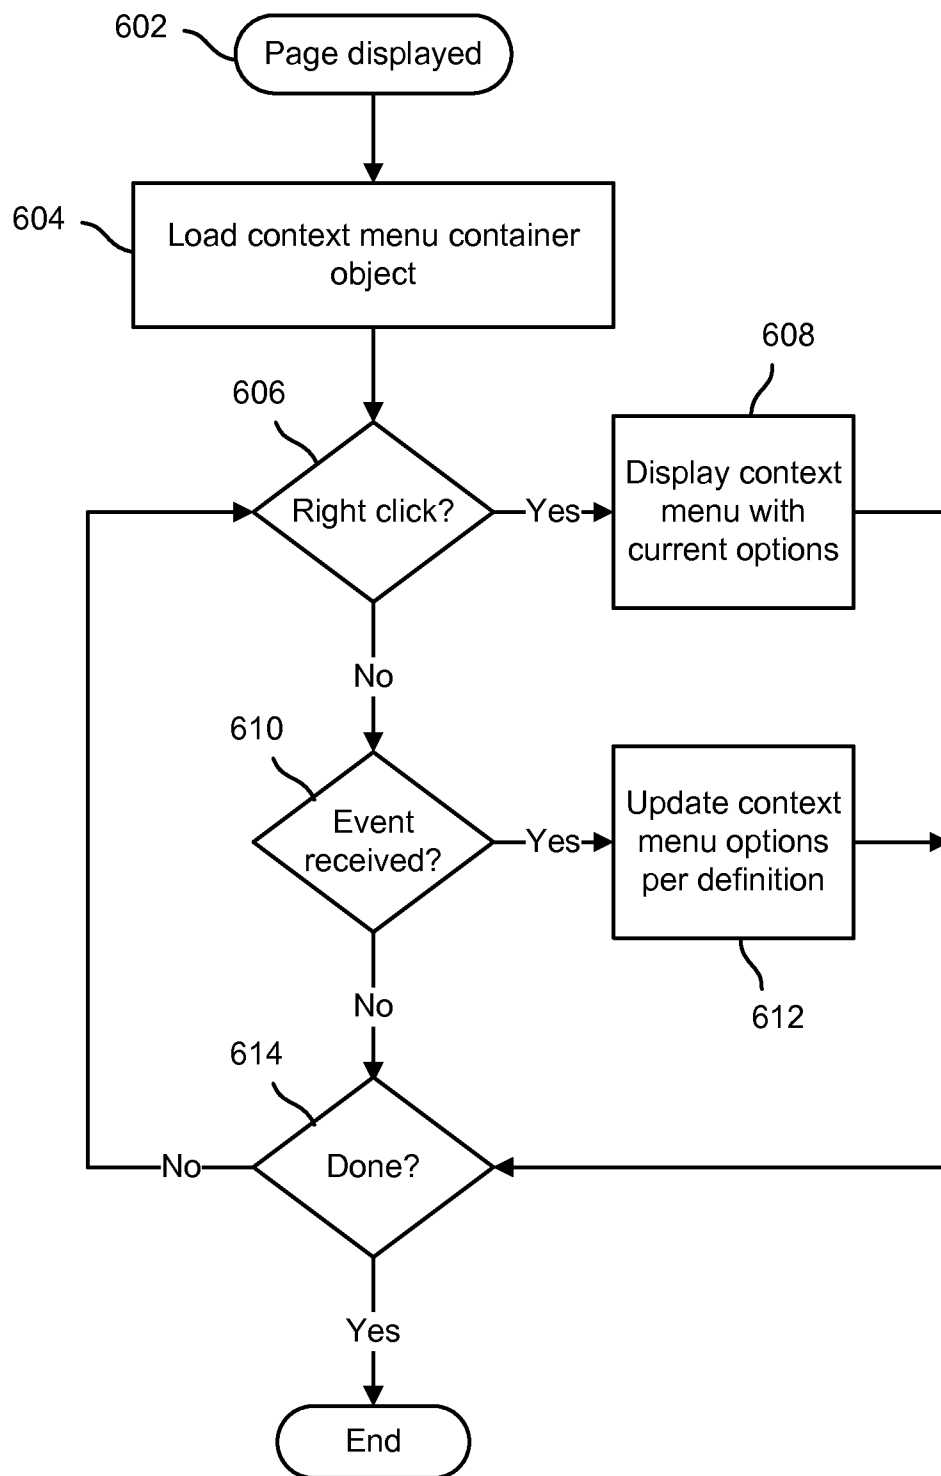 602
Page displayed
604
Load context menu container
object
606
608
Right click?
Yes
Display context
menu with
current options
No
610
Event
received?
Yes
Update context
menu options
per definition
No
612
614
Done?
No
Yes
End